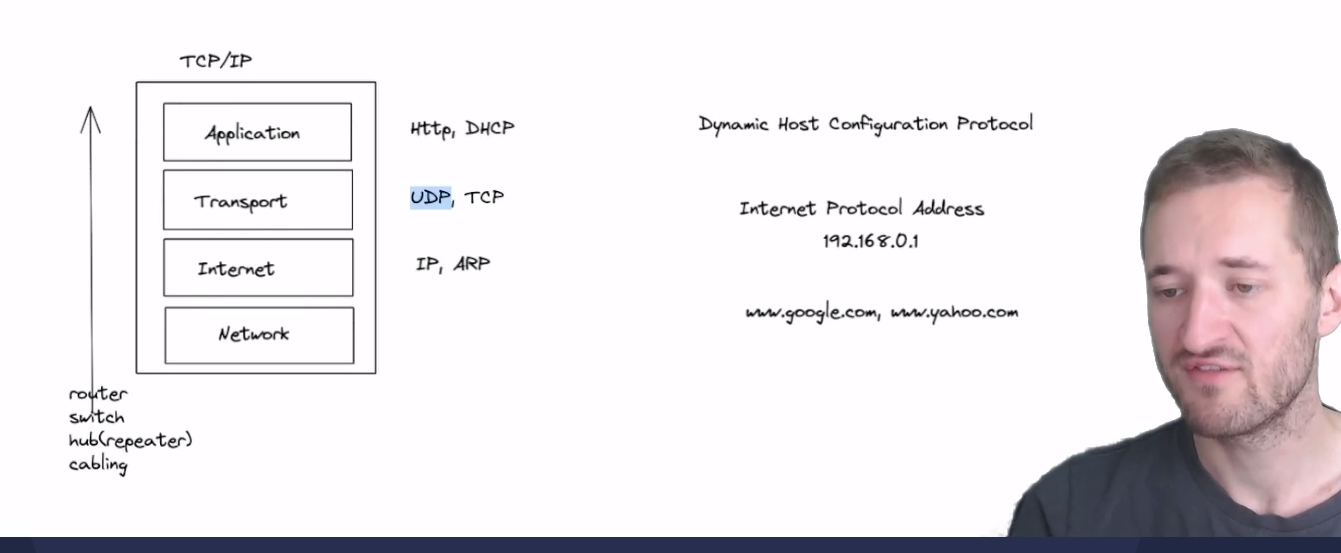 TCP/IP
Application
Http, DHCP
Transport
UDP, TCP
Internet
IP, ARP
Network
router
switch
hub(repeater)
cabling
Dynamic Host Configuration Protocol
Internet Protocol Address
192.168.0.1
www.google.com, www.yahoo.com